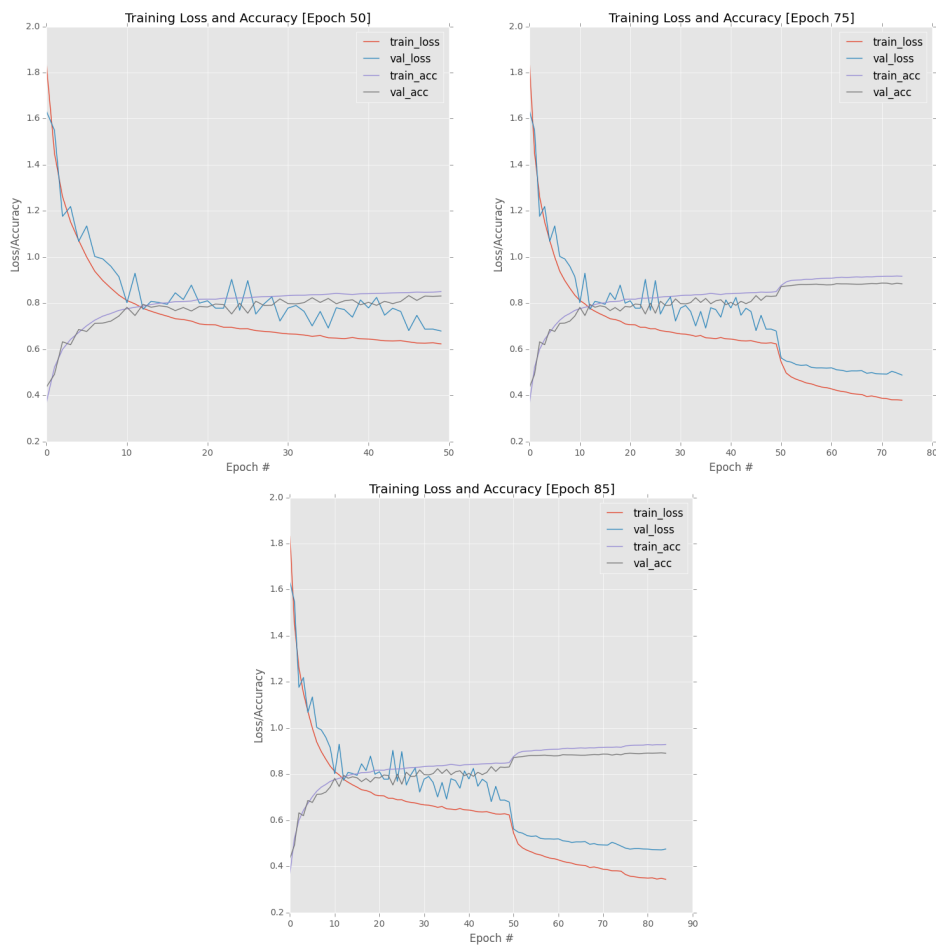 Training Loss and Accuracy [Epoch 50]
2.0
1.8
1.6
1.4
1.2
1.0
0.8
0.6
0.4
0.2
Loss/Accuracy
train_loss
val_loss
train_acc
val_acc
0 10 20 30 40 50
Epoch #
Training Loss and Accuracy [Epoch 75]
2.0
1.8
1.6
1.4
1.2
1.0
0.8
0.6
0.4
0.2
Loss/Accuracy
train_loss
val_loss
train_acc
val_acc
0 10 20 30 40 50 60 70 80
Epoch #
Training Loss and Accuracy [Epoch 85]
2.0
1.8
1.6
1.4
1.2
1.0
0.8
0.6
0.4
0.2
Loss/Accuracy
train_loss
val_loss
train_acc
val_acc
0 10 20 30 40 50 60 70 80 90
Epoch #